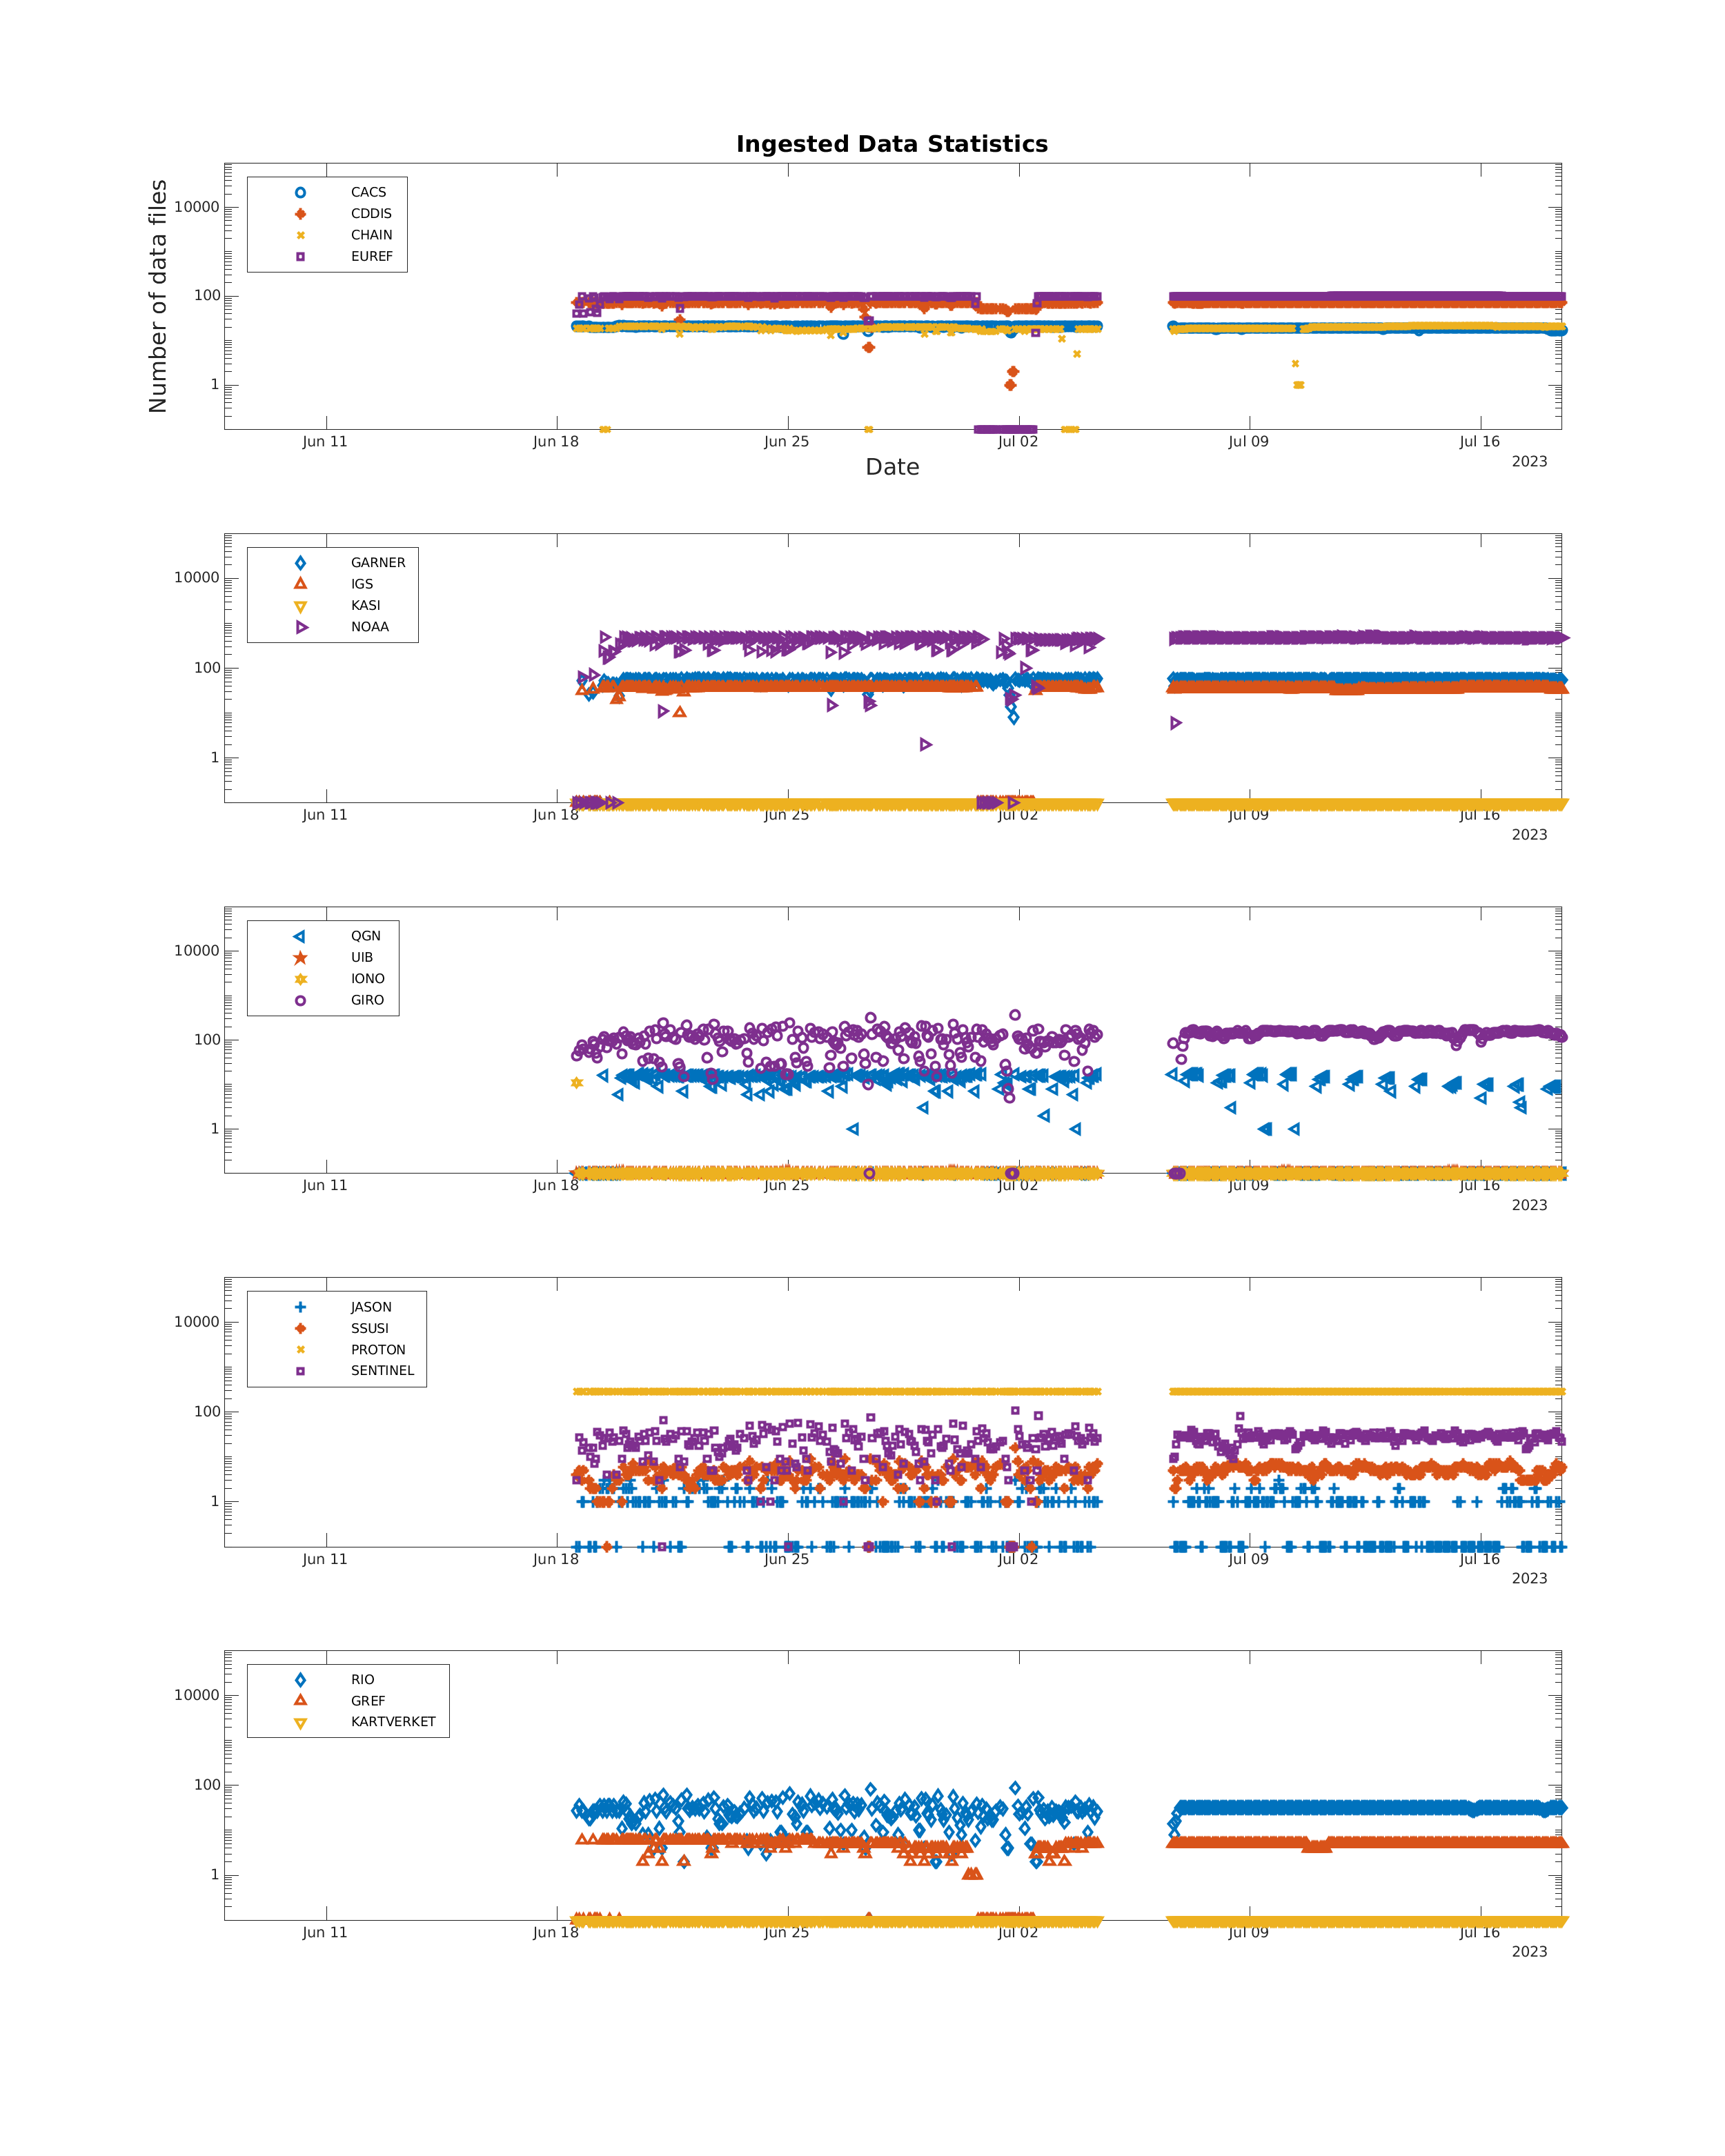 Ingested Data Statistics
Number of data files
CACS
CDDIS
CHAIN
EUREF
10000
100
1
Jun 11 Jun 18 Jun 25 Jul 02 Jul 09 Jul 16
2023
Date
GARNER
IGS
KASI
NOAA
10000
100
1
Jun 11 Jun 18 Jun 25 Jul 02 Jul 09 Jul 16
2023
QGN
UIB
IONO
GIRO
10000
100
1
Jun 11 Jun 18 Jun 25 Jul 02 Jul 09 Jul 16
2023
JASON
SSUSI
PROTON
SENTINEL
10000
100
1
Jun 11 Jun 18 Jun 25 Jul 02 Jul 09 Jul 16
2023
RIO
GREF
KARTVERKET
10000
100
1
Jun 11 Jun 18 Jun 25 Jul 02 Jul 09 Jul 16
2023